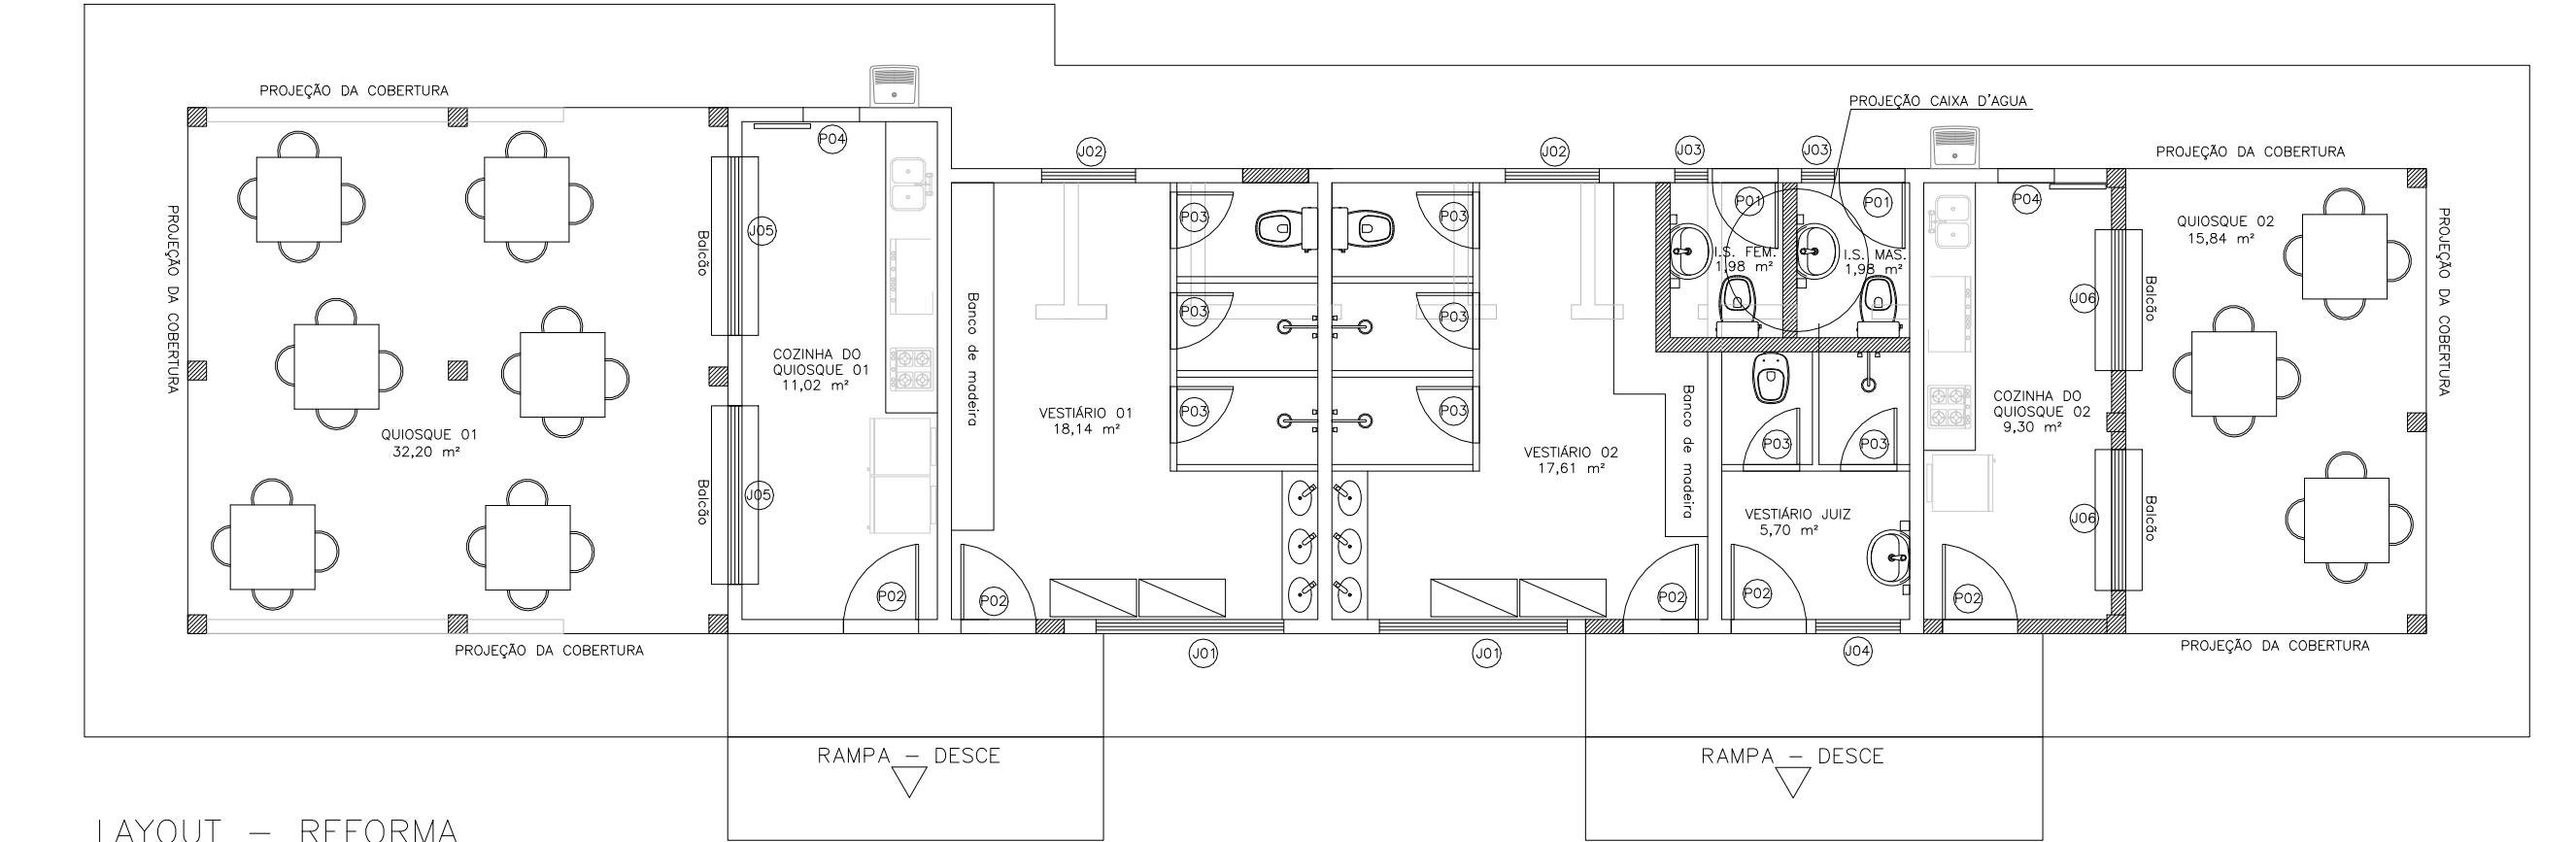 PROJEÇÃO DA COBERTURA
PROJEÇÃO CAIXA D'AGUA
P04
J02
J02
J03
J03
PROJEÇÃO DA COBERTURA
PROJEÇÃO DA COBERTURA
Balcão
J05
P03
P03
P01
P01
P04
QUIOSQUE 02
15,84 m²
PROJEÇÃO DA COBERTURA
I.S. FEM.
1,98 m²
I.S. MAS.
1,98 m²
J06
Balcão
Banco de madeira
P03
P03
COZINHA DO
QUIOSQUE 01
11,02 m²
VESTIÁRIO 01
18,14 m²
P03
P03
Banco de madeira
COZINHA DO
QUIOSQUE 02
9,30 m²
QUIOSQUE 01
32,20 m²
VESTIÁRIO 02
17,61 m²
P03
P03
Balcão
J05
VESTIÁRIO JUIZ
5,70 m²
J06
Balcão
P02
P02
P02
P02
P02
PROJEÇÃO DA COBERTURA
J01
J01
J04
PROJEÇÃO DA COBERTURA
RAMPA – DESCE
RAMPA – DESCE
LAYOUT – REFORMA